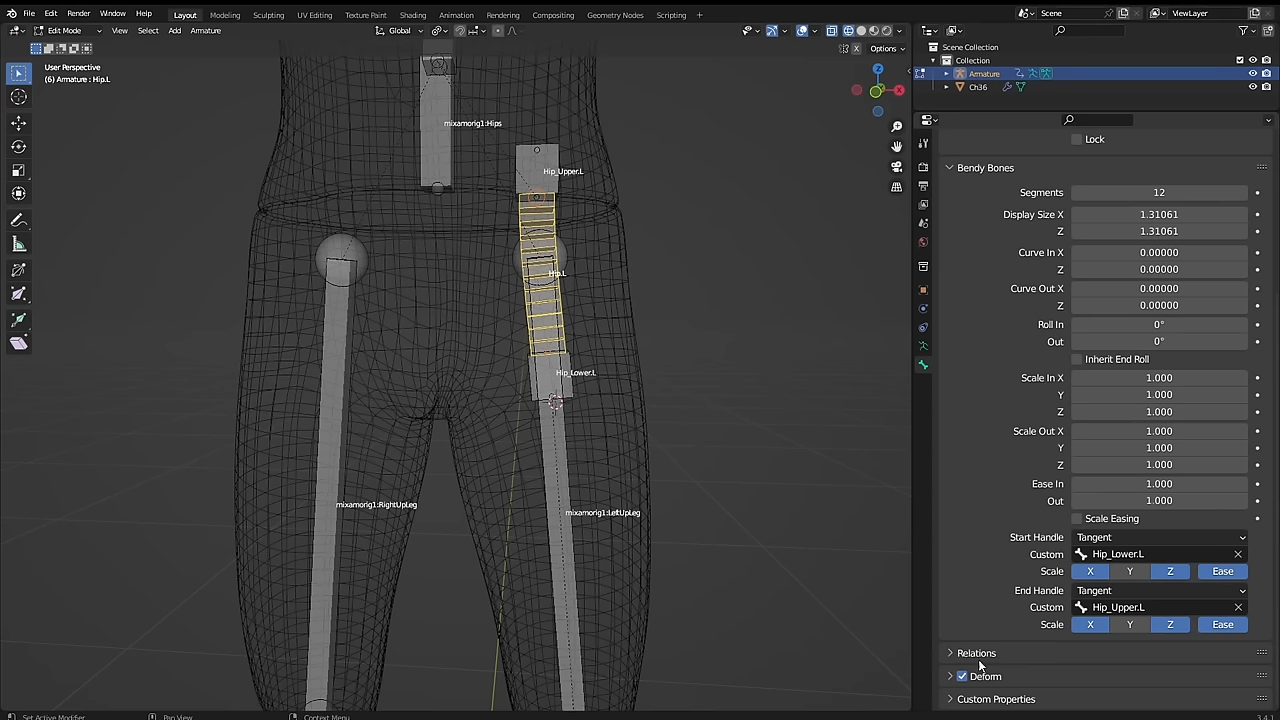 File Edit Render Window Help Layout Modeling Sculpting UV Editing Texture Paint Shading Animation Rendering Compositing Geometry Nodes Scripting + Scene ViewLayer
Edit Mode View Select Add Armature Global
Options
User Perspective
(6) Armature : Hip.L
Z
X
mixamorig1:Hips
Hip_Upper.L
Hip.L
Hip_Lower.L
mixamorig1:RightUpLeg
mixamorig1:LeftUpLeg
Scene Collection
Collection
Armature
Ch36
Lock
Bendy Bones
Segments 12
Display Size X 1.31061
Z 1.31061
Curve In X 0.00000
Z 0.00000
Curve Out X 0.00000
Z 0.00000
Roll In 0°
Out 0°
Inherit End Roll
Scale In X 1.000
Y 1.000
Z 1.000
Scale Out X 1.000
Y 1.000
Z 1.000
Ease In 1.000
Out 1.000
Scale Easing
Start Handle Tangent
Custom Hip_Lower.L
Scale X Y Z Ease
End Handle Tangent
Custom Hip_Upper.L
Scale X Y Z Ease
Relations
Deform
Custom Properties
Set Active Modifier Pan View Context Menu